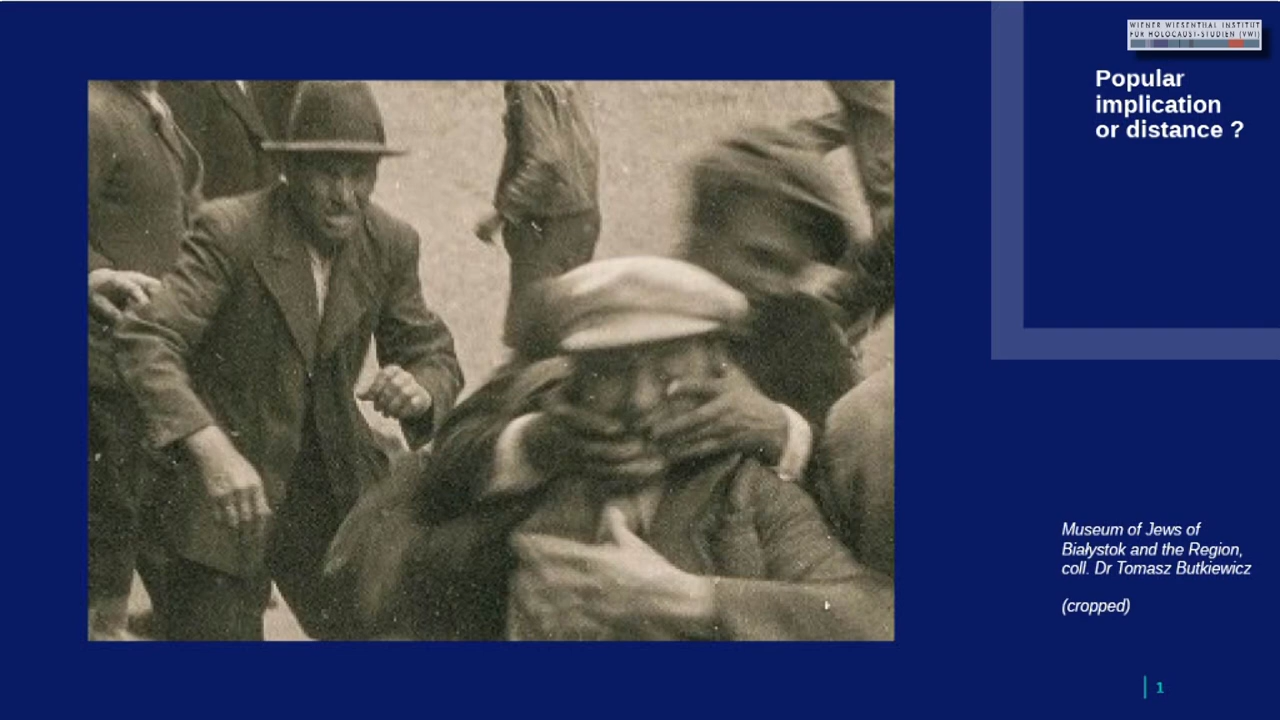 WIENER WIESENTHAL INSTITUT
FÜR HOLOCAUST-STUDIEN (VWI)
Popular
implication
or distance ?
Museum of Jews of
Białystok and the Region,
coll. Dr Tomasz Butkiewicz
(cropped)
1